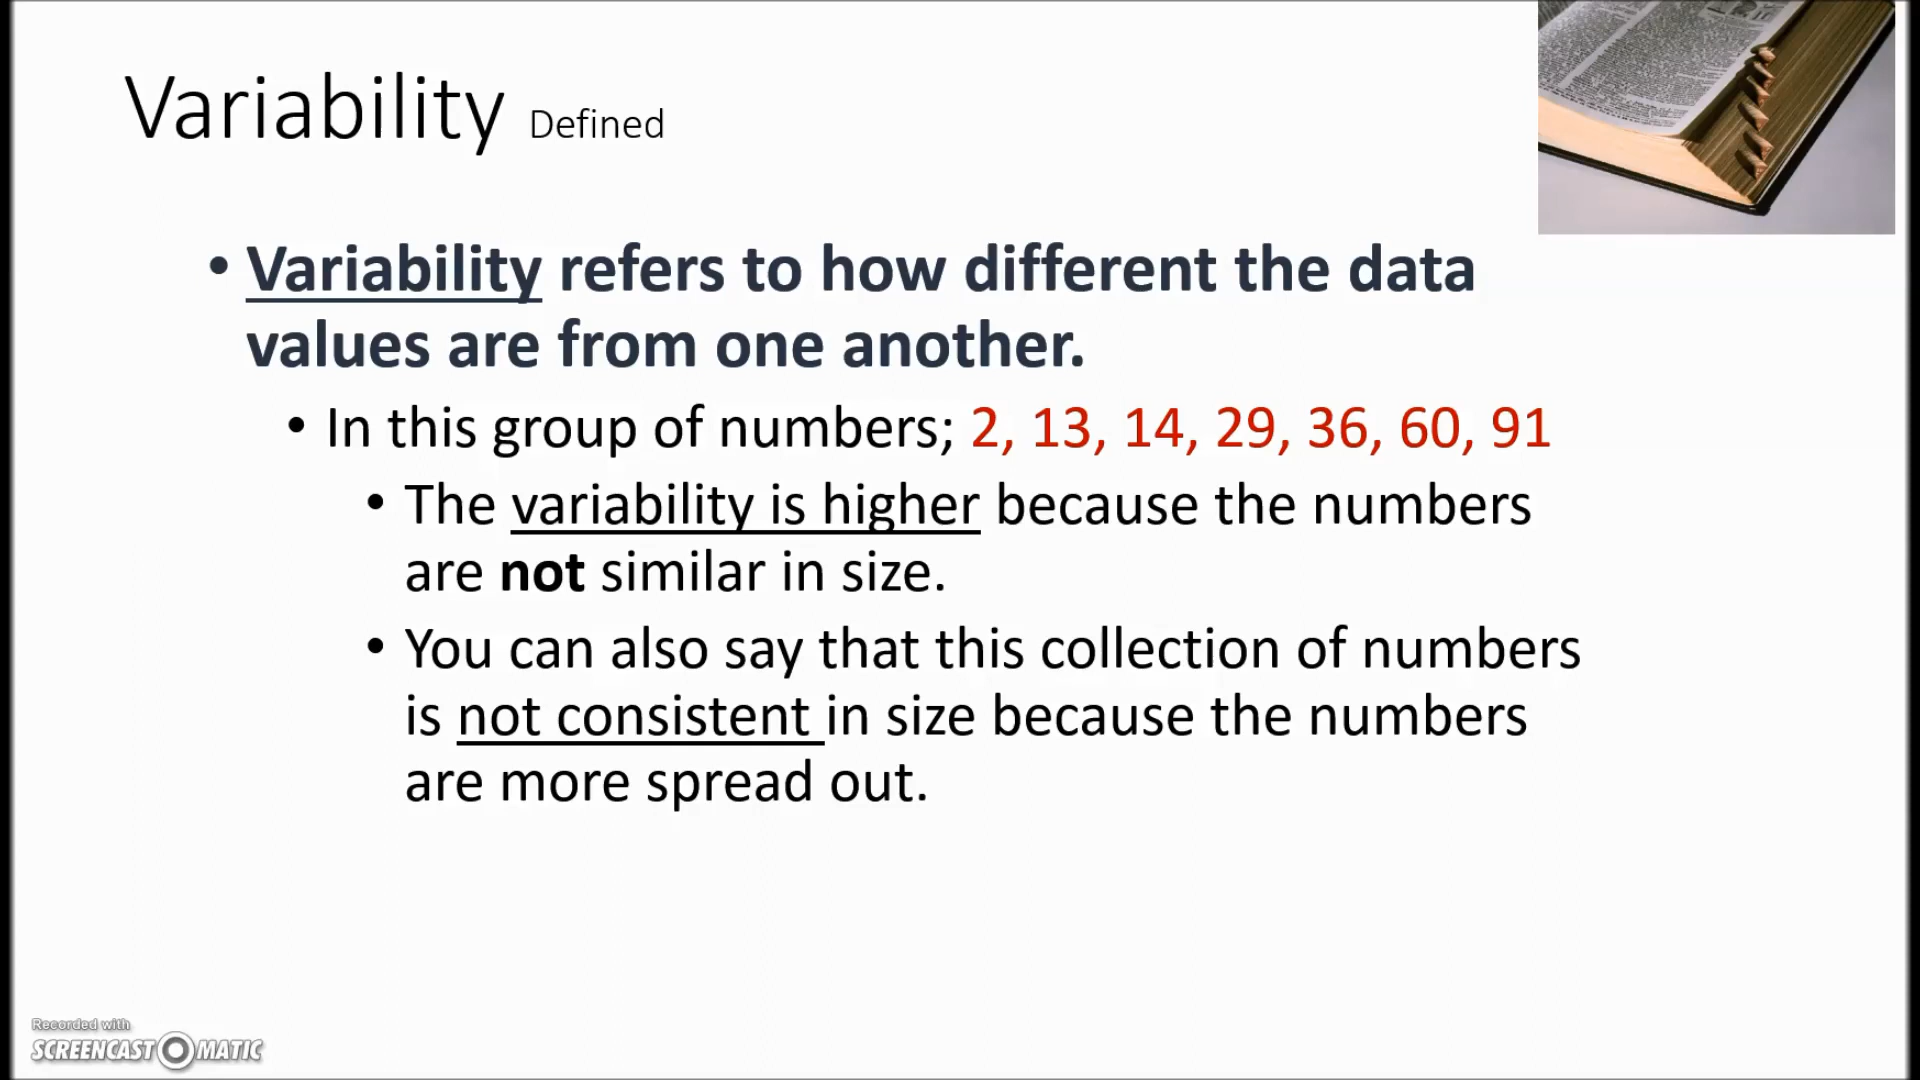 Variability Defined
• Variability refers to how different the data
values are from one another.
• In this group of numbers; 2, 13, 14, 29, 36, 60, 91
• The variability is higher because the numbers
are not similar in size.
• You can also say that this collection of numbers
is not consistent in size because the numbers
are more spread out.
Recorded with
SCREENCAST MATIC